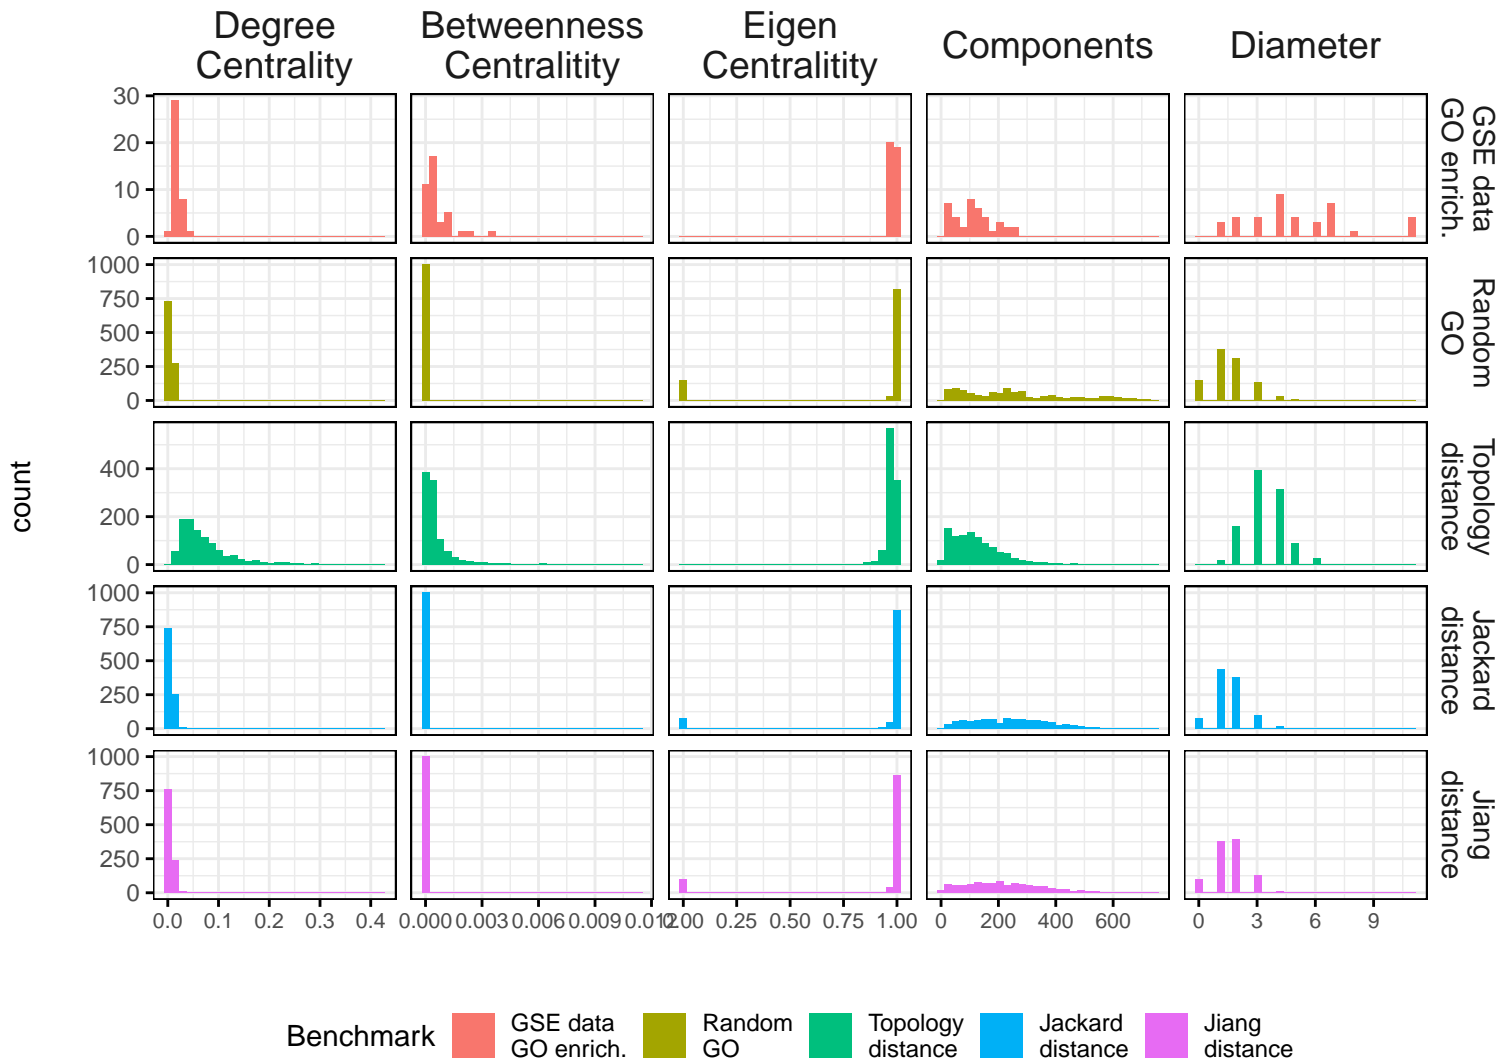 Degree
Centrality
Betweenness
Centralitity
Eigen
Centralitity
Components
Diameter
30
20
10
0
GSE data
GO enrich.
1000
750
500
250
0
Random
GO
400
200
0
Topology
distance
1000
750
500
250
0
Jackard
distance
1000
750
500
250
0
Jiang
distance
count
0.0 0.1 0.2 0.3 0.4
0.000 0.003 0.006 0.009 0.012
0.00 0.25 0.50 0.75 1.00
0 200 400 600
0 3 6 9
Benchmark
GSE data
GO enrich.
Random
GO
Topology
distance
Jackard
distance
Jiang
distance